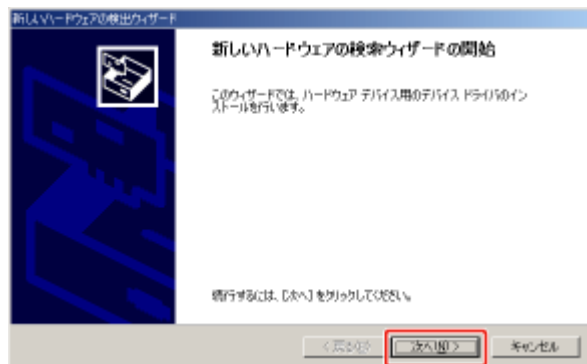 新しいハードウェアの検出ウィザード
新しいハードウェアの検索ウィザードの開始
このウィザードでは、ハードウェア デバイス用のデバイス ドライバのイン
ストールを行います。
続行するには、[次へ] をクリックしてください。
< 戻る(B)
次へ(N) >
キャンセル